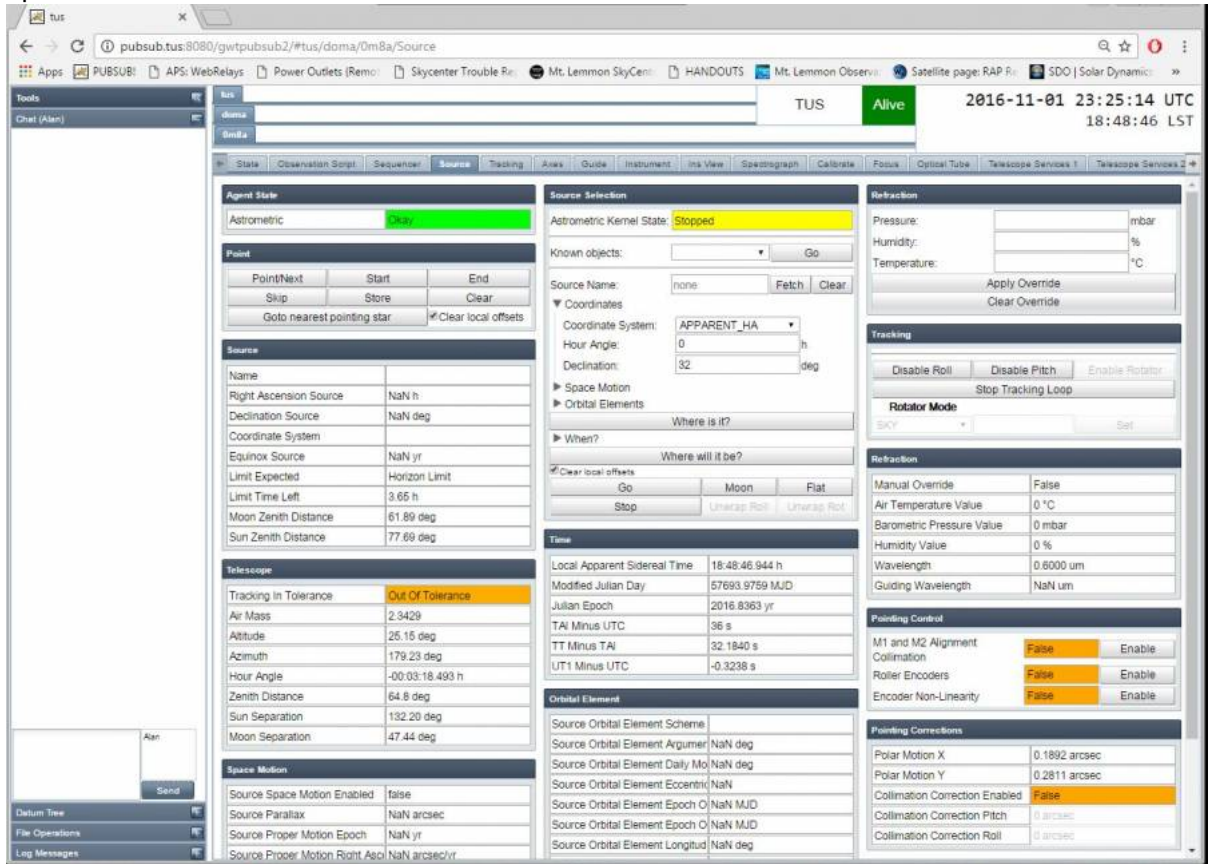 tus
pubsub.tus:8080/gwtpubsub2/#tus/doma/0m8a/Source
Apps PUBSUB: APS: WebRelays Power Outlets (Remo Skycenter Trouble Re Mt. Lemmon SkyCen HANDOUTS Mt. Lemmon Observa Satellite page: RAP R SDO | Solar Dynamic »
Tools
Chat (Alan)
tus
doma
0m8a
TUS
Alive
2016-11-01 23:25:14 UTC
18:48:46 LST
State Observation Script Sequencer Source Tracking Axes Guide Instrument Ins View Spectrograph Calibrate Focus Optical Tube Telescope Services 1 Telescope Services 2
Agent State
Astrometric Okay
Point
Point/Next Start End
Skip Store Clear
Goto nearest pointing star Clear local offsets
Source
Name
Right Ascension Source NaN h
Declination Source NaN deg
Coordinate System
Equinox Source NaN yr
Limit Expected Horizon Limit
Limit Time Left 3.65 h
Moon Zenith Distance 61.89 deg
Sun Zenith Distance 77.69 deg
Telescope
Tracking In Tolerance Out Of Tolerance
Air Mass 2.3429
Altitude 25.15 deg
Azimuth 179.23 deg
Hour Angle -00:03:18.493 h
Zenith Distance 64.8 deg
Sun Separation 132.20 deg
Moon Separation 47.44 deg
Space Motion
Source Space Motion Enabled false
Source Parallax NaN arcsec
Source Proper Motion Epoch NaN yr
Source Proper Motion Right Asc NaN arcsec/yr
Source Selection
Astrometric Kernel State: Stopped
Known objects: Go
Source Name: none Fetch Clear
Coordinates
Coordinate System: APPARENT_HA
Hour Angle: 0 h
Declination: 32 deg
Space Motion
Orbital Elements
Where is it?
When?
Where will it be?
Clear local offsets
Go Moon Flat
Stop Unwrap Roll Unwrap Rot
Time
Local Apparent Sidereal Time 18:48:46.944 h
Modified Julian Day 57693.9759 MJD
Julian Epoch 2016.8363 yr
TAI Minus UTC 36 s
TT Minus TAI 32.1840 s
UT1 Minus UTC -0.3238 s
Orbital Element
Source Orbital Element Scheme
Source Orbital Element Argumer NaN deg
Source Orbital Element Daily Mo NaN deg
Source Orbital Element Eccentric NaN
Source Orbital Element Epoch O NaN MJD
Source Orbital Element Epoch O NaN MJD
Source Orbital Element Longitud NaN deg
Refraction
Pressure: mbar
Humidity: %
Temperature: °C
Apply Override
Clear Override
Tracking
Disable Roll Disable Pitch Enable Rotator
Stop Tracking Loop
Rotator Mode
SKY Set
Refraction
Manual Override False
Air Temperature Value 0 °C
Barometric Pressure Value 0 mbar
Humidity Value 0 %
Wavelength 0.6000 um
Guiding Wavelength NaN um
Pointing Control
M1 and M2 Alignment
Collimation False Enable
Roller Encoders False Enable
Encoder Non-Linearity False Enable
Pointing Corrections
Polar Motion X 0.1892 arcsec
Polar Motion Y 0.2811 arcsec
Collimation Correction Enabled False
Collimation Correction Pitch 0 arcsec
Collimation Correction Roll 0 arcsec
Alan
Send
Datum Tree
File Operations
Log Messages